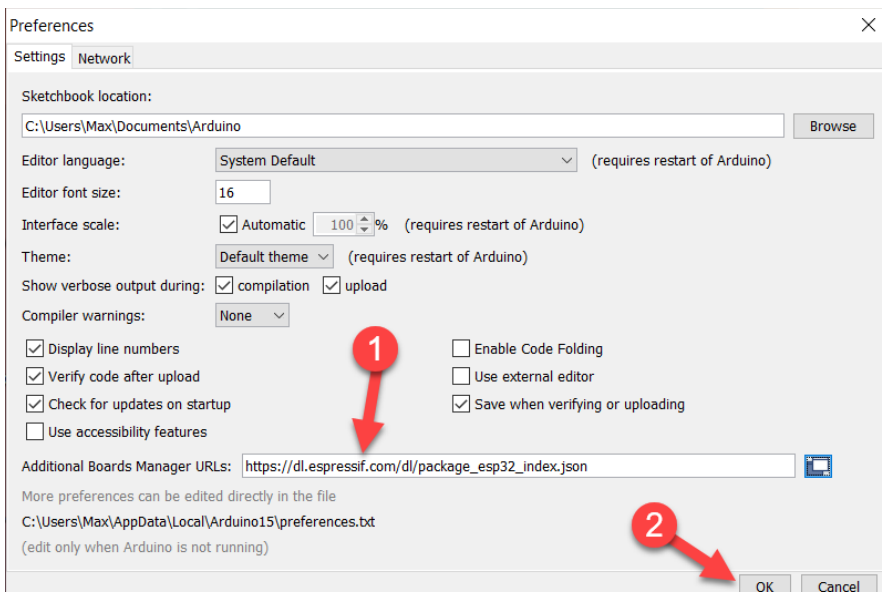 Preferences
Settings Network
Sketchbook location:
C:\Users\Max\Documents\Arduino Browse
Editor language: System Default (requires restart of Arduino)
Editor font size: 16
Interface scale: Automatic 100 % (requires restart of Arduino)
Theme: Default theme (requires restart of Arduino)
Show verbose output during: compilation upload
Compiler warnings: None
1
Display line numbers Enable Code Folding
Verify code after upload Use external editor
Check for updates on startup Save when verifying or uploading
Use accessibility features
Additional Boards Manager URLs: https://dl.espressif.com/dl/package_esp32_index.json
More preferences can be edited directly in the file
C:\Users\Max\AppData\Local\Arduino15\preferences.txt
2
(edit only when Arduino is not running)
OK Cancel